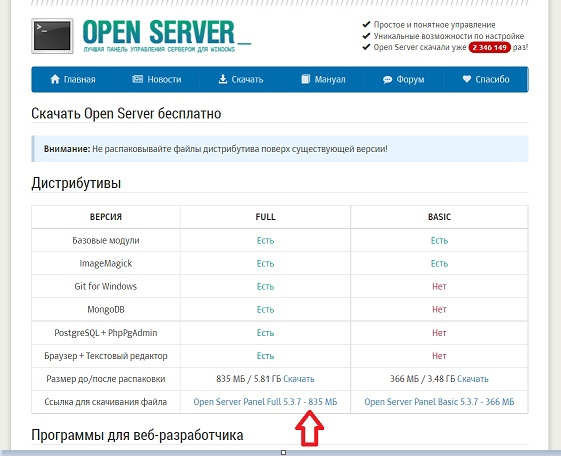 OPEN SERVER_
ЛУЧШАЯ ПАНЕЛЬ УПРАВЛЕНИЯ СЕРВЕРОМ ДЛЯ WINDOWS
Простое и понятное управление
Уникальные возможности по настройке
Open Server скачали уже 2 346 149 раз!
Главная Новости Скачать Мануал Форум Спасибо
Скачать Open Server бесплатно
Внимание: Не распаковывайте файлы дистрибутива поверх существующей версии!
Дистрибутивы
ВЕРСИЯ FULL BASIC
Базовые модули Есть Есть
ImageMagick Есть Есть
Git for Windows Есть Нет
MongoDB Есть Нет
PostgreSQL + PhpPgAdmin Есть Нет
Браузер + Текстовый редактор Есть Нет
Размер до/после распаковки 835 МБ / 5.81 ГБ Скачать 366 МБ / 3.48 ГБ Скачать
Ссылка для скачивания файла Open Server Panel Full 5.3.7 - 835 МБ Open Server Panel Basic 5.3.7 - 366 МБ
Программы для веб-разработчика